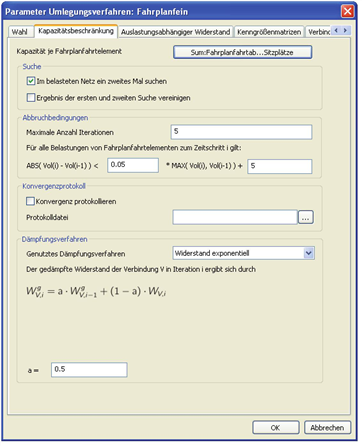 Parameter Umlegungsverfahren: Fahrplanfein
Wahl Kapazitätsbeschränkung Auslastungsabhängiger Widerstand Kenngrößenmatrizen
Kapazität je Fahrplanfahrtelement Sum:Fahrplanfahrtab...Sitzplätze
Suche
Im belasteten Netz ein zweites Mal suchen
Ergebnis der ersten und zweiten Suche vereinigen
Abbruchbedingungen
Maximale Anzahl Iterationen 5
Für alle Belastungen von Fahrplanfahrtelementen zum Zeitschritt i gilt:
ABS( Vol(i) - Vol(i-1) ) < 0.05 * MAX( Vol(i), Vol(i-1) ) + 5
Konvergenzprotokoll
Konvergenz protokollieren
Protokolldatei ...
Dämpfungsverfahren
Genutztes Dämpfungsverfahren Widerstand exponentiell
Der gedämpfte Widerstand der Verbindung V in Iteration i ergibt sich durch
W^g_{V,i} = a · W^g_{V,i−1} + (1 − a) · W_{V,i}
a = 0.5
OK Abbrechen